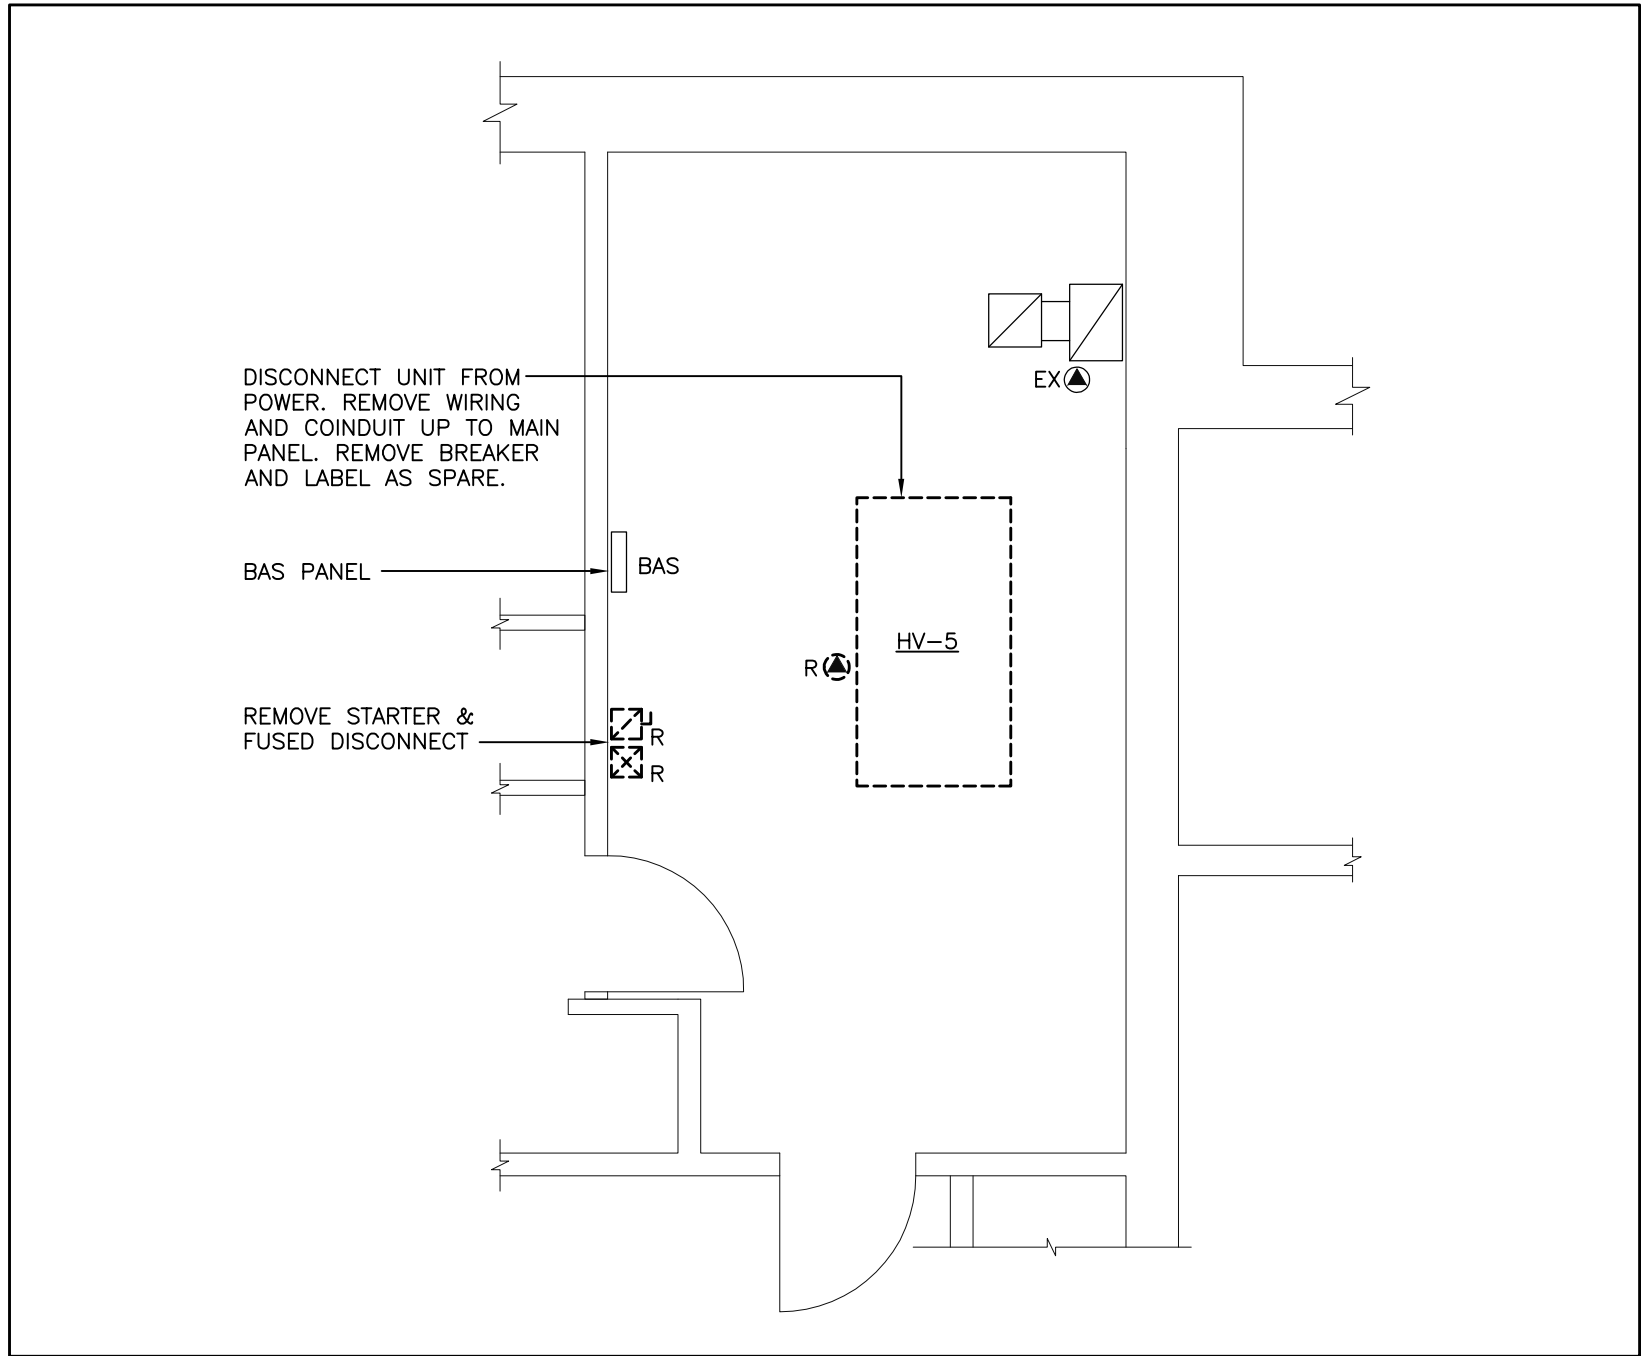 DISCONNECT UNIT FROM
POWER. REMOVE WIRING
AND COINDUIT UP TO MAIN
PANEL. REMOVE BREAKER
AND LABEL AS SPARE.
EX
BAS PANEL
BAS
HV-5
R
REMOVE STARTER &
FUSED DISCONNECT
R
R